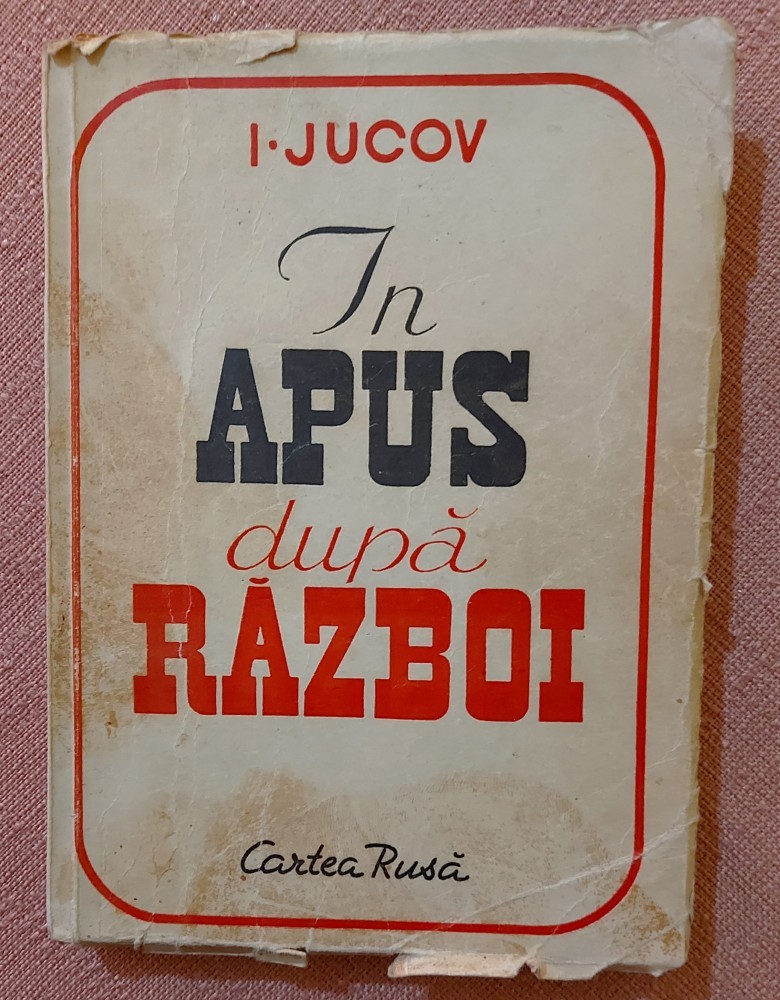 I·JUCOV
In
APUS
după
RĂZBOI
Cartea Rusă